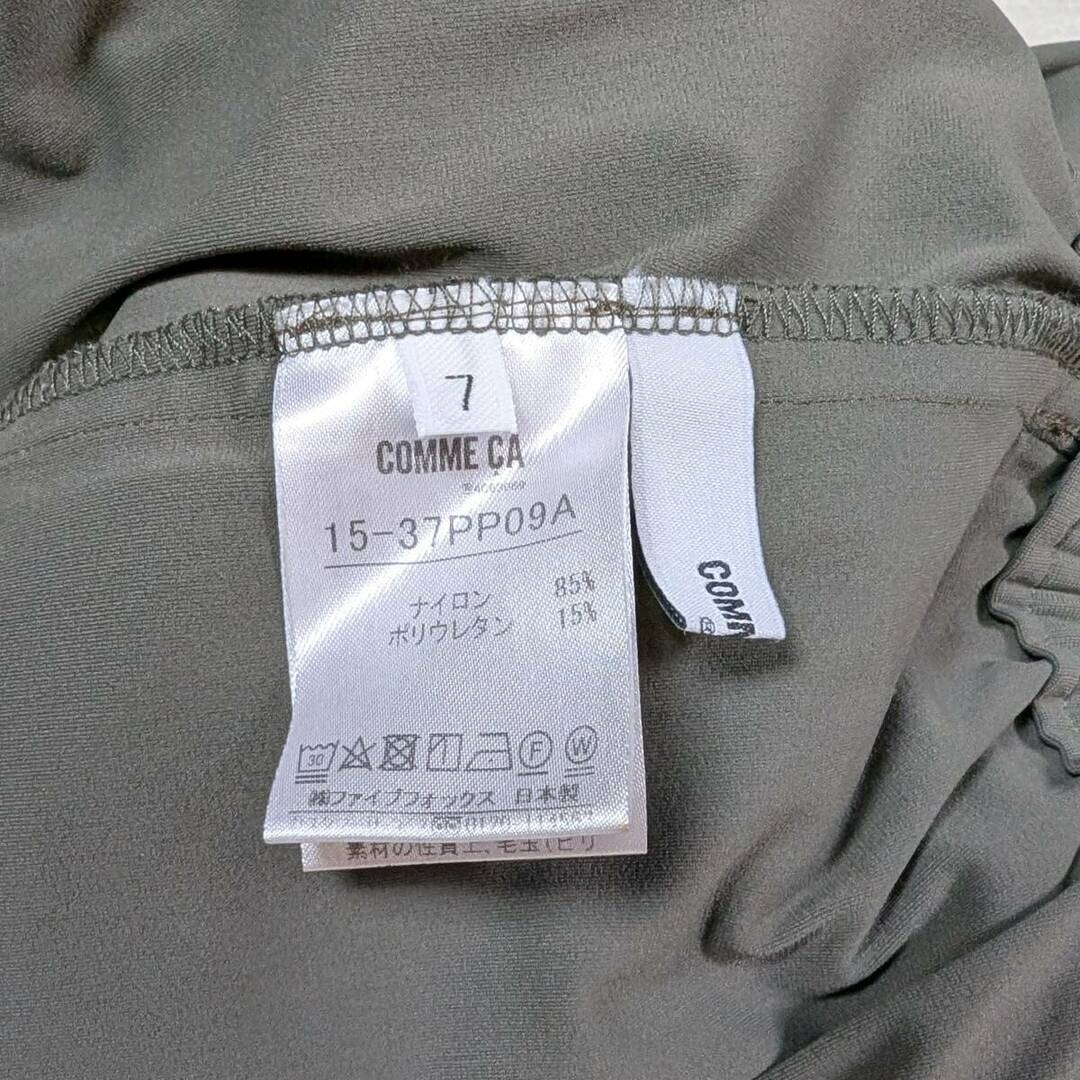 7
COMME ÇA
15-37PP09A
ナイロン 85%
ポリウレタン 15%
30
F
W
㈱ファイブフォックス 日本製
素材の性質上、毛玉(ピリ
COMM